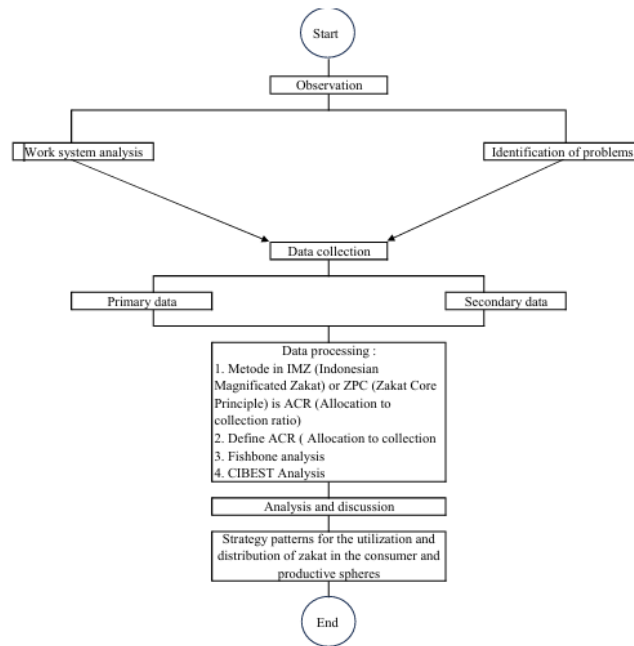 Start
Observation
Work system analysis
Identification of problems
Data collection
Primary data
Secondary data
Data processing :
1. Metode in IMZ (Indonesian
Magnificated Zakat) or ZPC (Zakat Core
Principle) is ACR (Allocation to
collection ratio)
2. Define ACR ( Allocation to collection
3. Fishbone analysis
4. CIBEST Analysis
Analysis and discussion
Strategy patterns for the utilization and
distribution of zakat in the consumer and
productive spheres
End